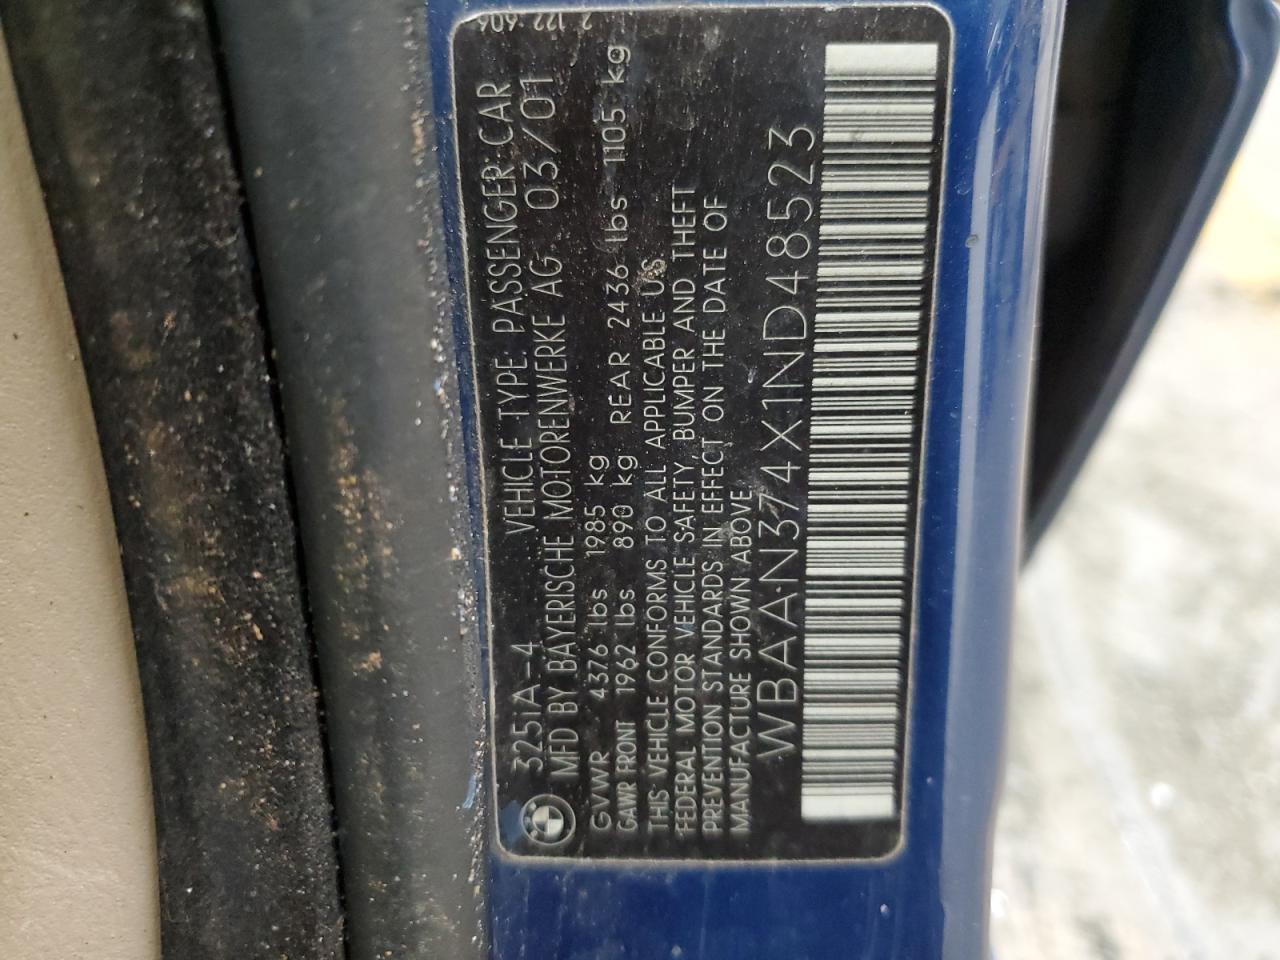 2 122 606
325iA-4 VEHICLE TYPE: PASSENGER CAR
MFD BY BAYERISCHE MOTORENWERKE AG 03/01
GVWR 4376 lbs 1985 kg
GAWR FRONT 1962 lbs 890 kg REAR 2436 lbs 1105 kg
THIS VEHICLE CONFORMS TO ALL APPLICABLE US
FEDERAL MOTOR VEHICLE SAFETY, BUMPER AND THEFT
PREVENTION STANDARDS IN EFFECT ON THE DATE OF
MANUFACTURE SHOWN ABOVE
WBAAN374X1ND48523